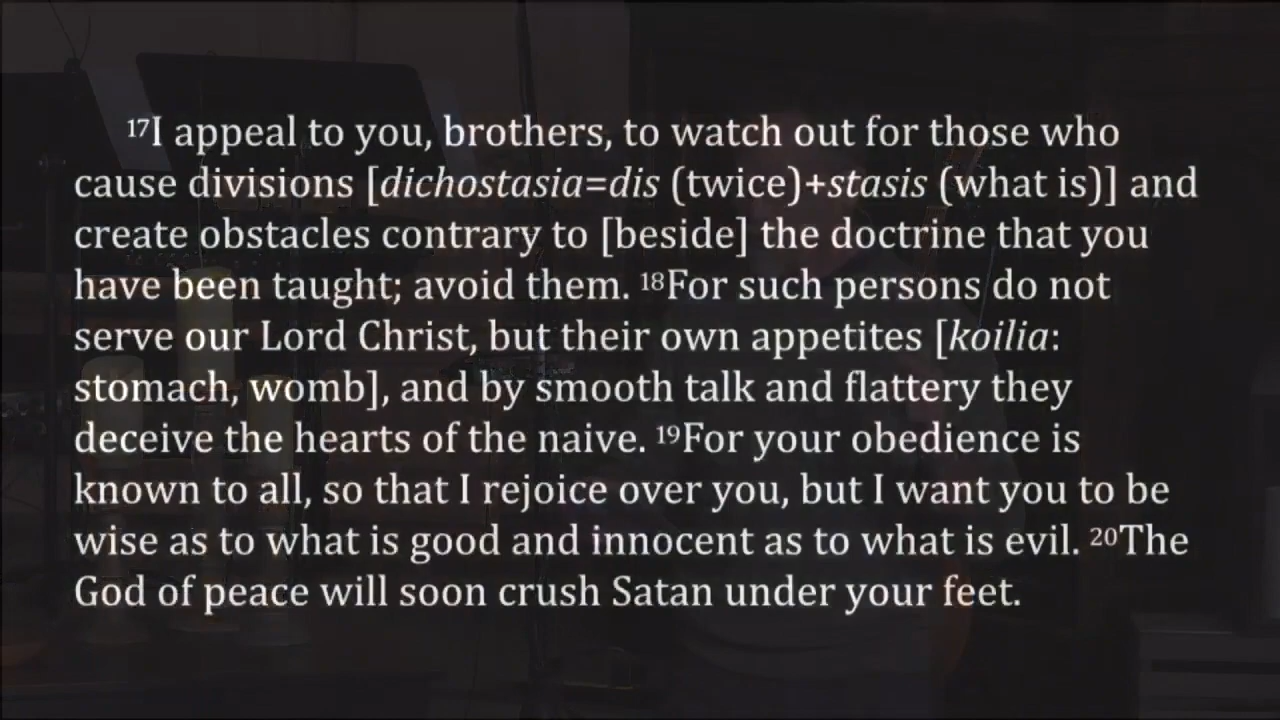 17I appeal to you, brothers, to watch out for those who
cause divisions [dichostasia=dis (twice)+stasis (what is)] and
create obstacles contrary to [beside] the doctrine that you
have been taught; avoid them. 18For such persons do not
serve our Lord Christ, but their own appetites [koilia:
stomach, womb], and by smooth talk and flattery they
deceive the hearts of the naive. 19For your obedience is
known to all, so that I rejoice over you, but I want you to be
wise as to what is good and innocent as to what is evil. 20The
God of peace will soon crush Satan under your feet.